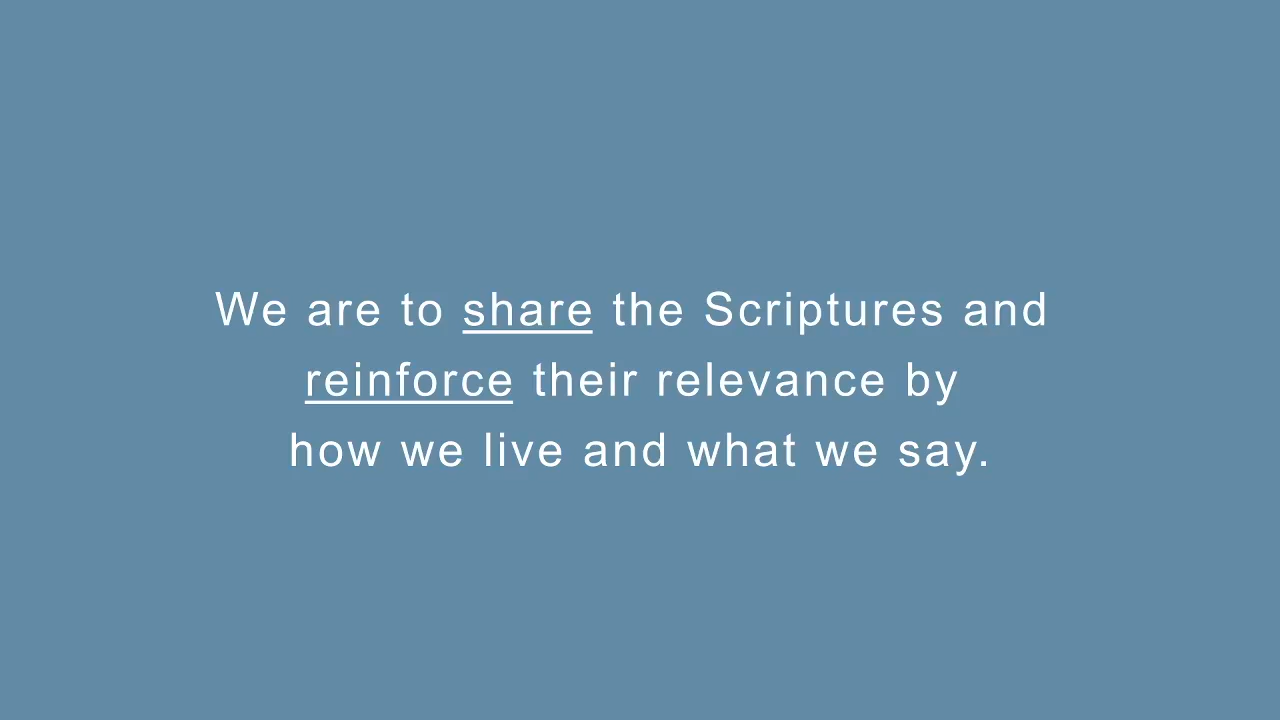 We are to share the Scriptures and
reinforce their relevance by
how we live and what we say.